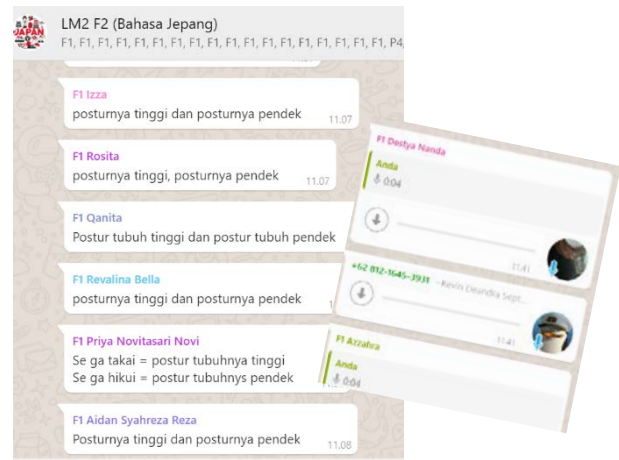 JAPAN
LM2 F2 (Bahasa Jepang)
F1, F1, F1, F1, F1, F1, F1, F1, F1, F1, F1, F1, F1, F1, F1, F1, F1, F1, P4,
F1 Izza
posturnya tinggi dan posturnya pendek
11.07
F1 Rosita
posturnya tinggi, posturnya pendek
11.07
F1 Qanita
Postur tubuh tinggi dan postur tubuh pendek
F1 Revalina Bella
posturnya tinggi dan posturnya pendek
F1 Priya Novitasari Novi
Se ga takai = postur tubuhnya tinggi
Se ga hikui = postur tubuhnys pendek
F1 Aidan Syahreza Reza
Posturnya tinggi dan posturnya pendek
11.08
F1 Destya Nanda
Anda
0:04
11.41
+62 812-1645-3931 ~Kevin Deandra Sept...
11.41
F1 Azzahra
Anda
0:04